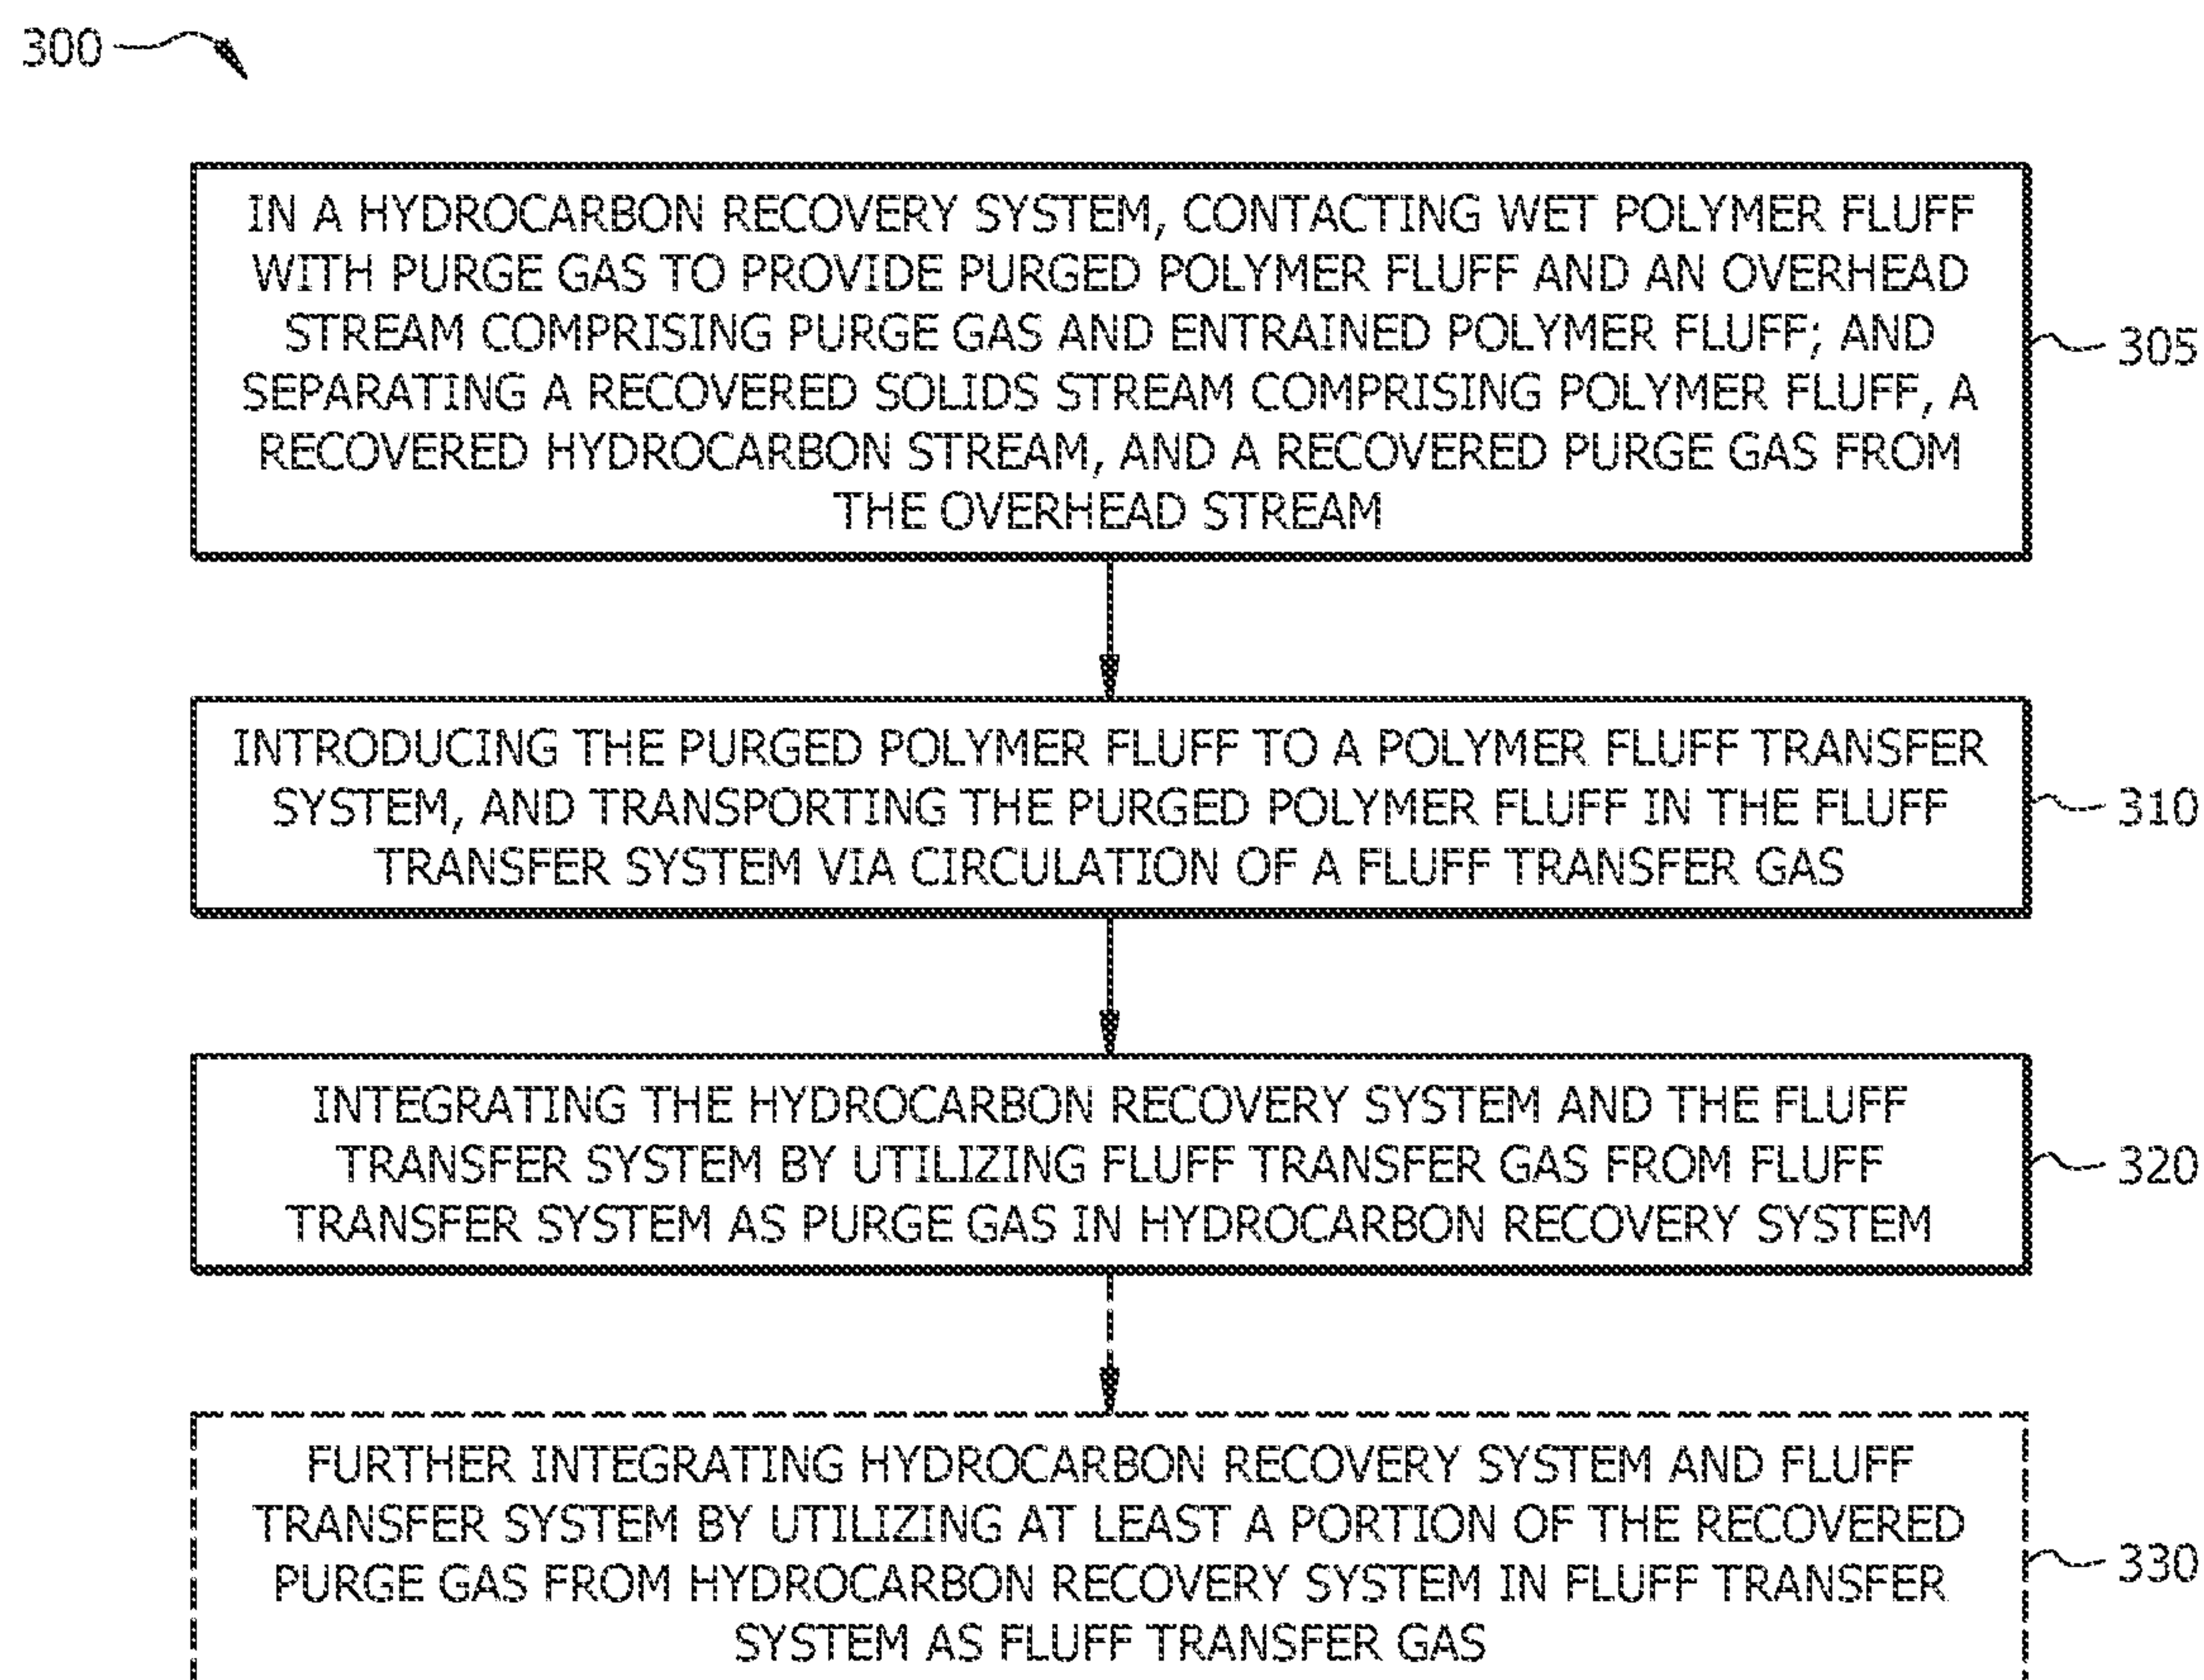 300
IN A HYDROCARBON RECOVERY SYSTEM, CONTACTING WET POLYMER FLUFF
WITH PURGE GAS TO PROVIDE PURGED POLYMER FLUFF AND AN OVERHEAD
STREAM COMPRISING PURGE GAS AND ENTRAINED POLYMER FLUFF; AND
SEPARATING A RECOVERED SOLIDS STREAM COMPRISING POLYMER FLUFF, A
RECOVERED HYDROCARBON STREAM, AND A RECOVERED PURGE GAS FROM
THE OVERHEAD STREAM
305
INTRODUCING THE PURGED POLYMER FLUFF TO A POLYMER FLUFF TRANSFER
SYSTEM, AND TRANSPORTING THE PURGED POLYMER FLUFF IN THE FLUFF
TRANSFER SYSTEM VIA CIRCULATION OF A FLUFF TRANSFER GAS
310
INTEGRATING THE HYDROCARBON RECOVERY SYSTEM AND THE FLUFF
TRANSFER SYSTEM BY UTILIZING FLUFF TRANSFER GAS FROM FLUFF
TRANSFER SYSTEM AS PURGE GAS IN HYDROCARBON RECOVERY SYSTEM
320
FURTHER INTEGRATING HYDROCARBON RECOVERY SYSTEM AND FLUFF
TRANSFER SYSTEM BY UTILIZING AT LEAST A PORTION OF THE RECOVERED
PURGE GAS FROM HYDROCARBON RECOVERY SYSTEM IN FLUFF TRANSFER
SYSTEM AS FLUFF TRANSFER GAS
330